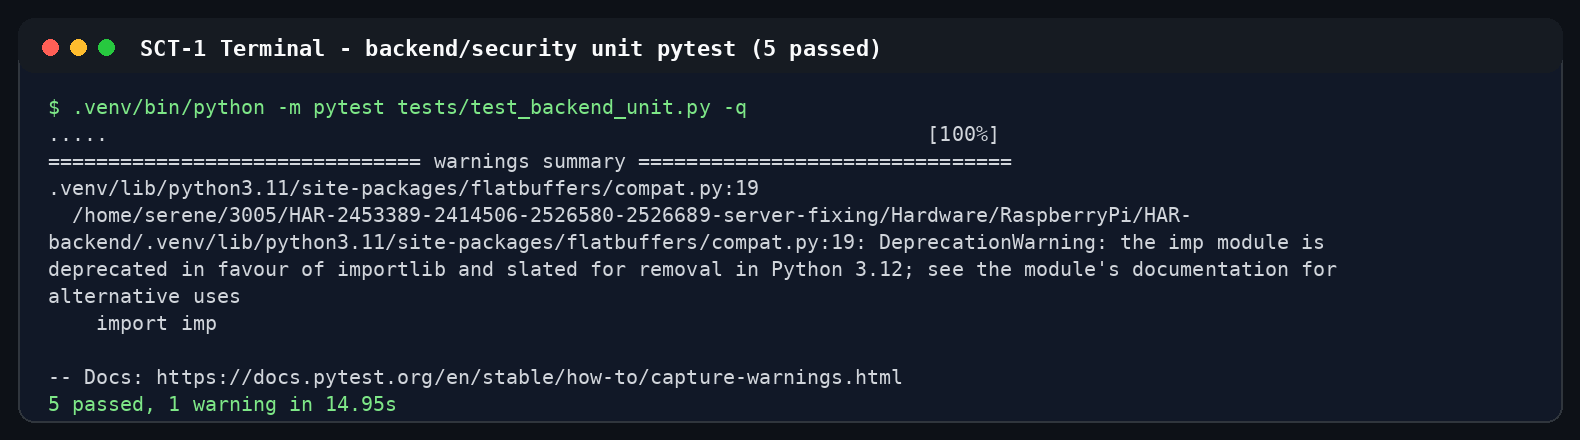 SCT-1 Terminal - backend/security unit pytest (5 passed)
$ .venv/bin/python -m pytest tests/test_backend_unit.py -q
.....                                                                    [100%]
=============================== warnings summary ===============================
.venv/lib/python3.11/site-packages/flatbuffers/compat.py:19
  /home/serene/3005/HAR-2453389-2414506-2526580-2526689-server-fixing/Hardware/RaspberryPi/HAR-
backend/.venv/lib/python3.11/site-packages/flatbuffers/compat.py:19: DeprecationWarning: the imp module is
deprecated in favour of importlib and slated for removal in Python 3.12; see the module's documentation for
alternative uses
    import imp

-- Docs: https://docs.pytest.org/en/stable/how-to/capture-warnings.html
5 passed, 1 warning in 14.95s